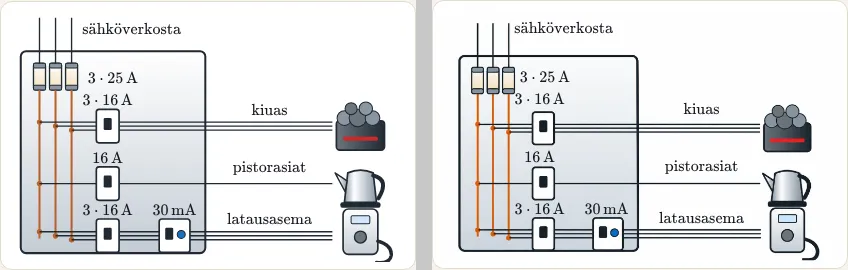 sähköverkosta
3 · 25 A
3 · 16 A
kiuas
16 A
pistorasiat
3 · 16 A
30 mA
latausasema
sähköverkosta
3 · 25 A
3 · 16 A
kiuas
16 A
pistorasiat
3 · 16 A
30 mA
latausasema